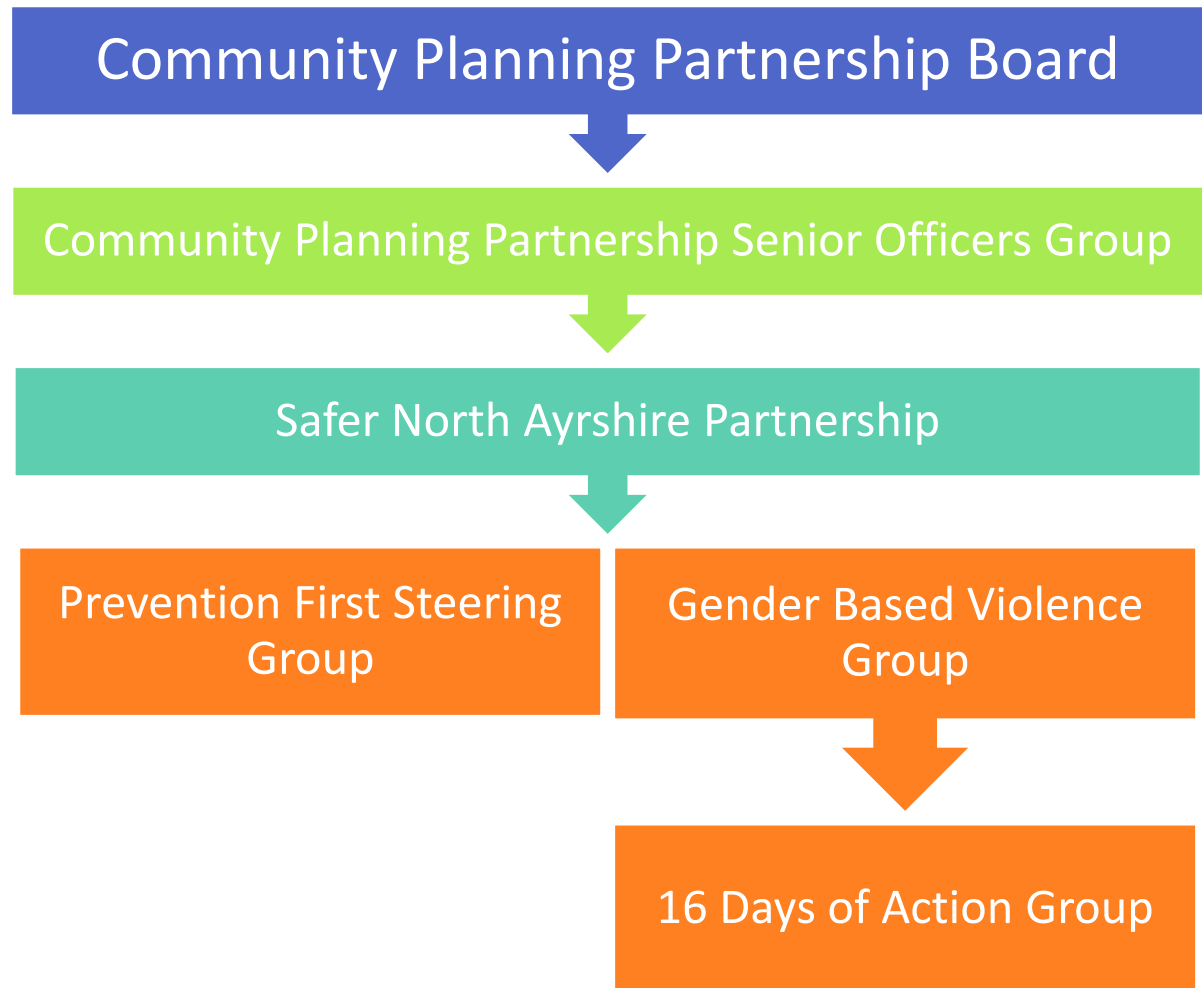 Community Planning Partnership Board
Community Planning Partnership Senior Officers Group
Safer North Ayrshire Partnership
Prevention First Steering
Group
Gender Based Violence
Group
16 Days of Action Group